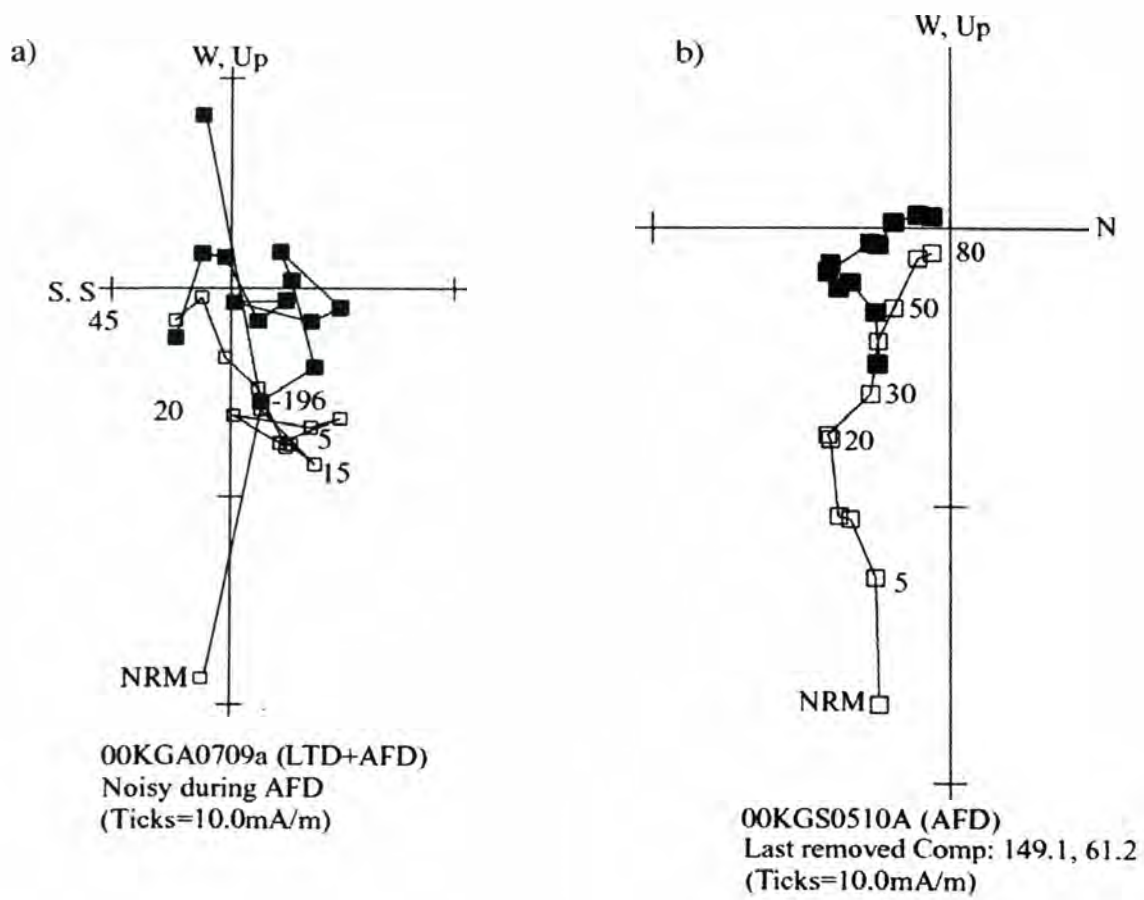 a)
W, Up
S. S
45
20
-196
5
15
NRM
00KGA0709a (LTD+AFD)
Noisy during AFD
(Ticks=10.0mA/m)
b)
W, Up
N
80
50
30
20
5
NRM
00KGS0510A (AFD)
Last removed Comp: 149.1, 61.2
(Ticks=10.0mA/m)